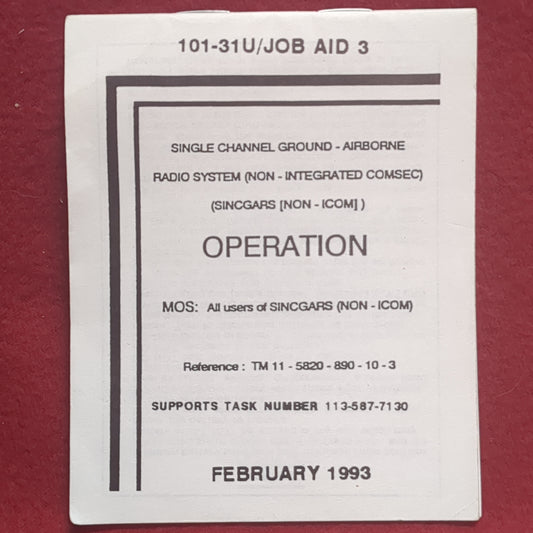 101-31U/JOB AID 3
SINGLE CHANNEL GROUND - AIRBORNE
RADIO SYSTEM (NON - INTEGRATED COMSEC)
(SINCGARS [NON - ICOM] )
OPERATION
MOS: All users of SINCGARS (NON - ICOM)
Reference : TM 11 - 5820 - 890 - 10 - 3
SUPPORTS TASK NUMBER 113-587-7130
FEBRUARY 1993